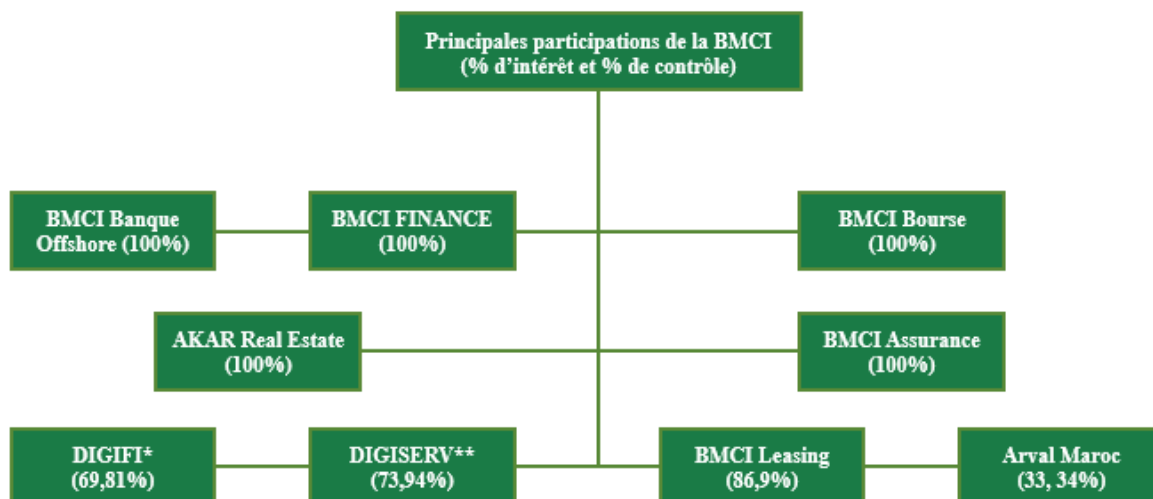 Principales participations de la BMCI
(% d’intérêt et % de contrôle)
BMCI Banque
Offshore (100%)
BMCI FINANCE
(100%)
BMCI Bourse
(100%)
AKAR Real Estate
(100%)
BMCI Assurance
(100%)
DIGIFI*
(69,81%)
DIGISERV**
(73,94%)
BMCI Leasing
(86,9%)
Arval Maroc
(33, 34%)